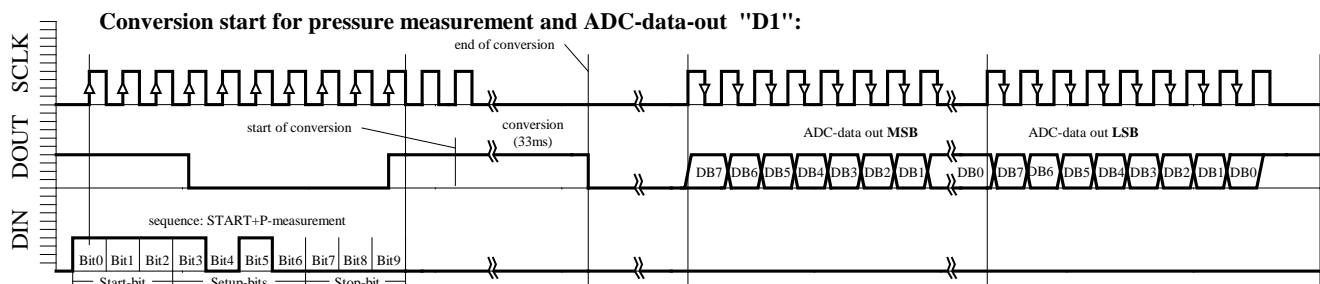 Conversion start for pressure measurement and ADC-data-out "D1":
end of conversion
SCLK
start of conversion
conversion
(33ms)
ADC-data out MSB
ADC-data out LSB
DOUT
DB7 DB6 DB5 DB4 DB3 DB2 DB1 DB0 DB7 DB6 DB5 DB4 DB3 DB2 DB1 DB0
sequence: START+P-measurement
DIN
Bit0 Bit1 Bit2 Bit3 Bit4 Bit5 Bit6 Bit7 Bit8 Bit9
Start-bit Setup-bits Stop-bit